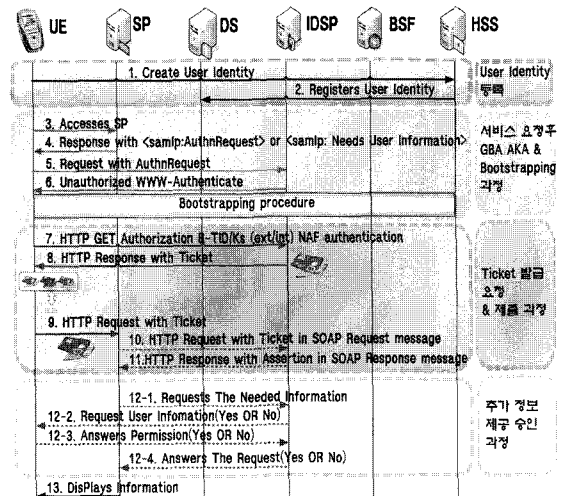 UE SP DS IDSP BSF HSS
1. Create User Identity
2. Registers User Identity
User Identity
등록
3. Accesses SP
4. Response with <samlp:AuthnRequest> or <samlp: Needs User Information>
5. Request with AuthnRequest
6. Unauthorized WWW-Authenticate
Bootstrapping procedure
서비스 요청후
GBA AKA &
Bootstrapping
과정
7. HTTP GET Authorization B-TID/Ks (ext/int) NAF authentication
8. HTTP Response with Ticket
9. HTTP Request with Ticket
10. HTTP Request with Ticket in SOAP Request message
11.HTTP Response with Assertion in SOAP Response message
Ticket 발급
요청
& 제출 과정
12-1. Requests The Needed Information
12-2. Request User Infomation(Yes OR No)
12-3. Answers Permission(Yes OR No)
12-4. Answers The Request(Yes OR No)
추가 정보
제공 승인
과정
13. DisPlays Information